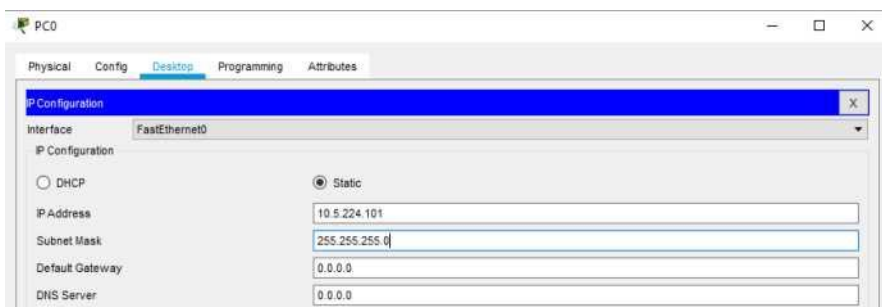 PC0
Physical Config Desktop Programming Attributes
IP Configuration X
Interface FastEthernet0
IP Configuration
DHCP Static
IP Address 10.5.224.101
Subnet Mask 255.255.255.0
Default Gateway 0.0.0.0
DNS Server 0.0.0.0